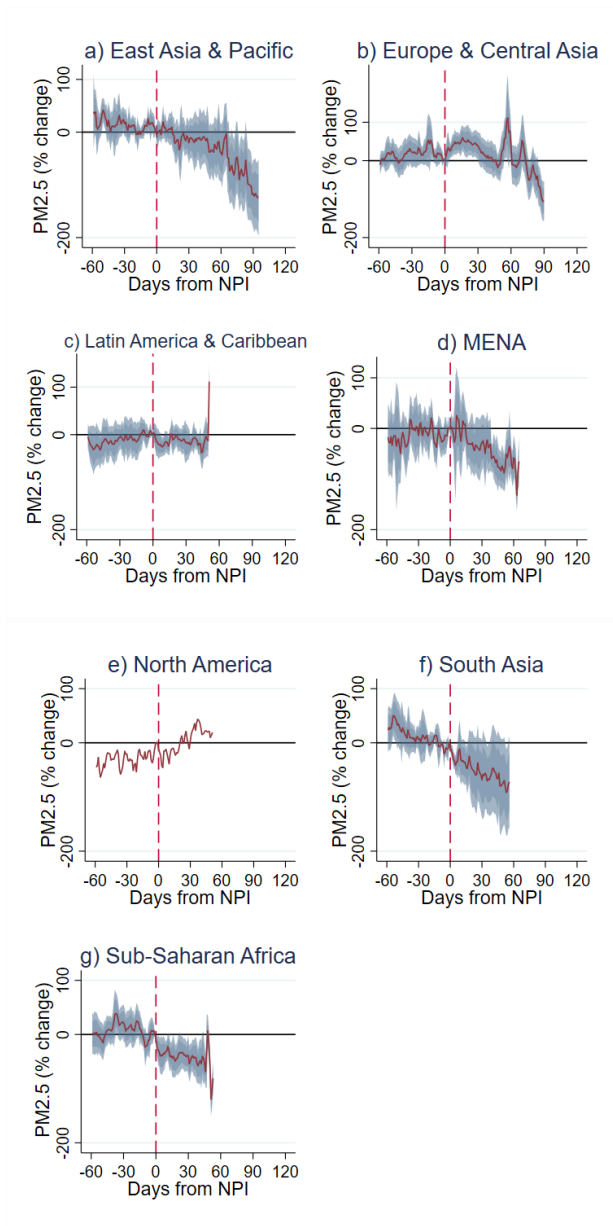 a) East Asia & Pacific
PM2.5 (% change)
100
0
-200
-60 -30 0 30 60 90 120
Days from NPI
b) Europe & Central Asia
PM2.5 (% change)
100
0
-200
-60 -30 0 30 60 90 120
Days from NPI
c) Latin America & Caribbean
PM2.5 (% change)
100
0
-200
-60 -30 0 30 60 90 120
Days from NPI
d) MENA
PM2.5 (% change)
100
0
-200
-60 -30 0 30 60 90 120
Days from NPI
e) North America
PM2.5 (% change)
100
0
-200
-60 -30 0 30 60 90 120
Days from NPI
f) South Asia
PM2.5 (% change)
100
0
-200
-60 -30 0 30 60 90 120
Days from NPI
g) Sub-Saharan Africa
PM2.5 (% change)
100
0
-200
-60 -30 0 30 60 90 120
Days from NPI